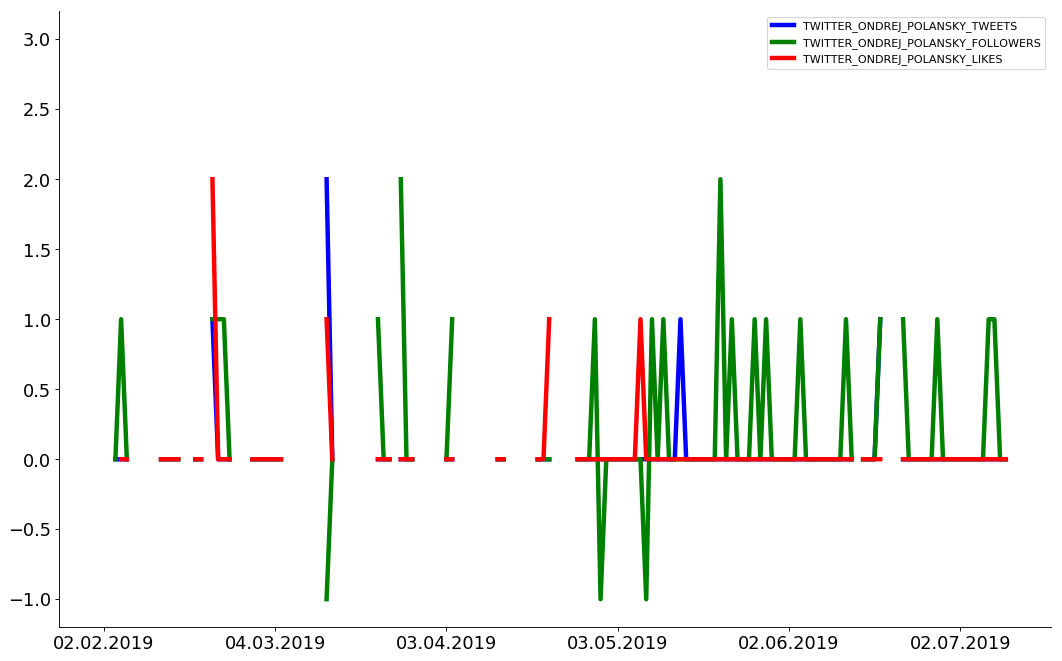 TWITTER_ONDREJ_POLANSKY_TWEETS
TWITTER_ONDREJ_POLANSKY_FOLLOWERS
TWITTER_ONDREJ_POLANSKY_LIKES
3.0
2.5
2.0
1.5
1.0
0.5
0.0
−0.5
−1.0
02.02.2019 04.03.2019 03.04.2019 03.05.2019 02.06.2019 02.07.2019